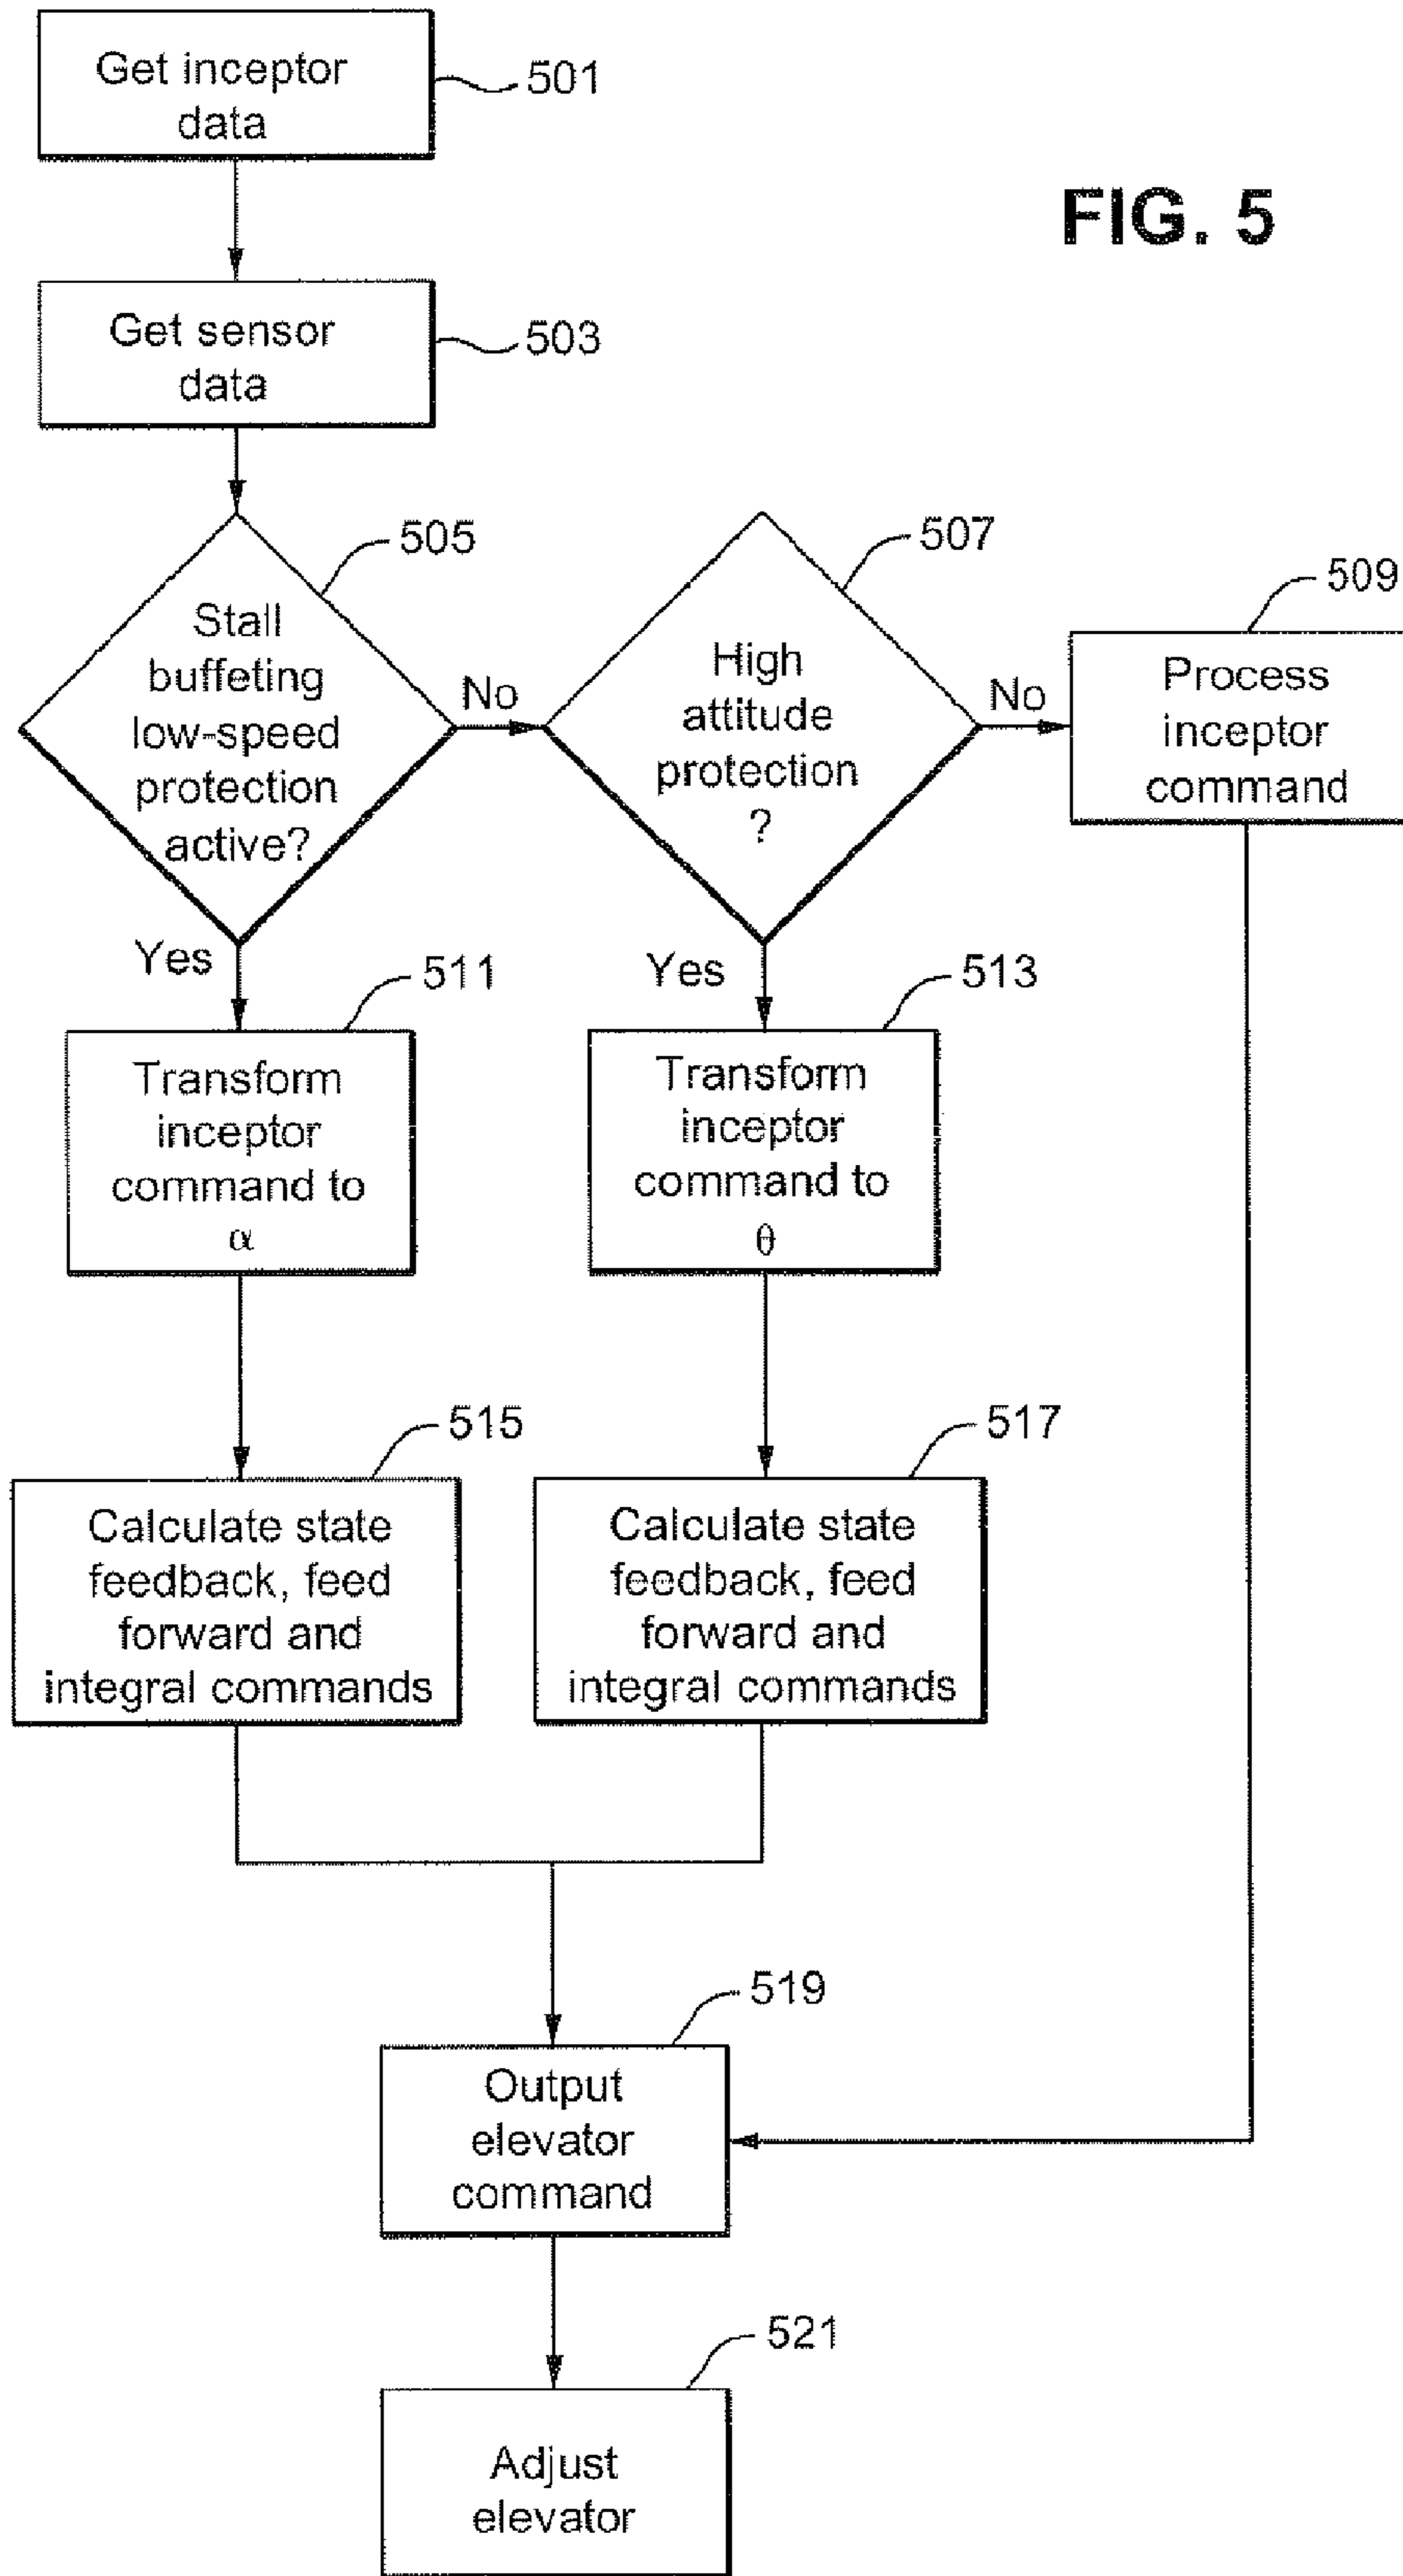 Get inceptor
data
501
FIG. 5
Get sensor
data
503
505
Stall
buffeting
low-speed
protection
active?
No
507
High
attitude
protection
?
No
509
Process
inceptor
command
Yes
511
Transform
inceptor
command to
α
Yes
513
Transform
inceptor
command to
θ
515
Calculate state
feedback, feed
forward and
integral commands
517
Calculate state
feedback, feed
forward and
integral commands
519
Output
elevator
command
521
Adjust
elevator